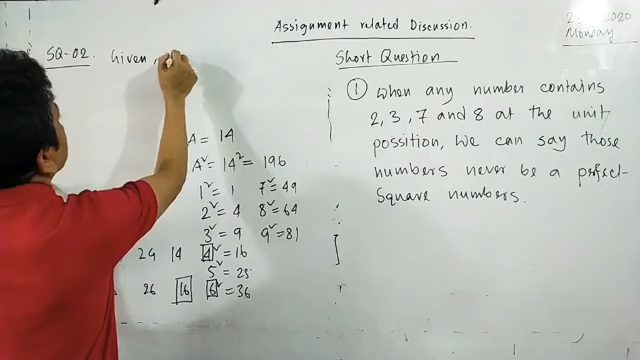 Assignment related Discussion.
2020
Monday
SQ-02. Given,
Short Question
① When any number contains
2, 3, 7 and 8 at the unit
possition, We can say those
numbers never be a prefect-
Square numbers.
A = 14
A² = 14² = 196
1² = 1 7² = 49
2² = 4 8² = 64
3² = 9 9² = 81
24 14 4² = 16
5² = 25
26 16 6² = 36